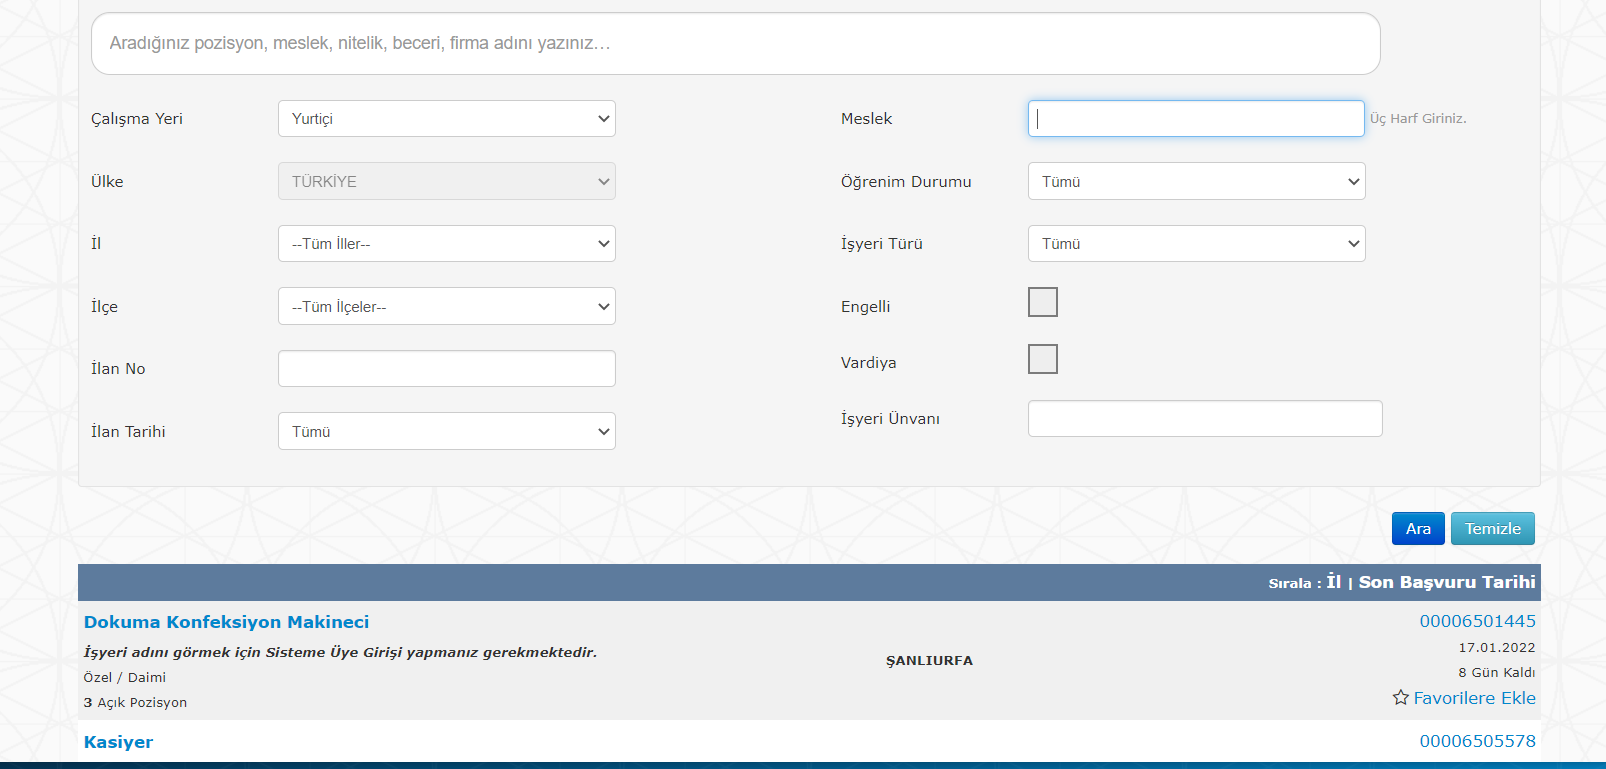 Aradığınız pozisyon, meslek, nitelik, beceri, firma adını yazınız...
Çalışma Yeri
Yurtiçi
Meslek
Üç Harf Giriniz.
Ülke
TÜRKİYE
Öğrenim Durumu
Tümü
İl
--Tüm İller--
İşyeri Türü
Tümü
İlçe
--Tüm İlçeler--
Engelli
İlan No
Vardiya
İlan Tarihi
Tümü
İşyeri Ünvanı
Ara
Temizle
Sırala : İl | Son Başvuru Tarihi
Dokuma Konfeksiyon Makineci
00006501445
İşyeri adını görmek için Sisteme Üye Girişi yapmanız gerekmektedir.
17.01.2022
ŞANLIURFA
Özel / Daimi
8 Gün Kaldı
3 Açık Pozisyon
Favorilere Ekle
Kasiyer
00006505578